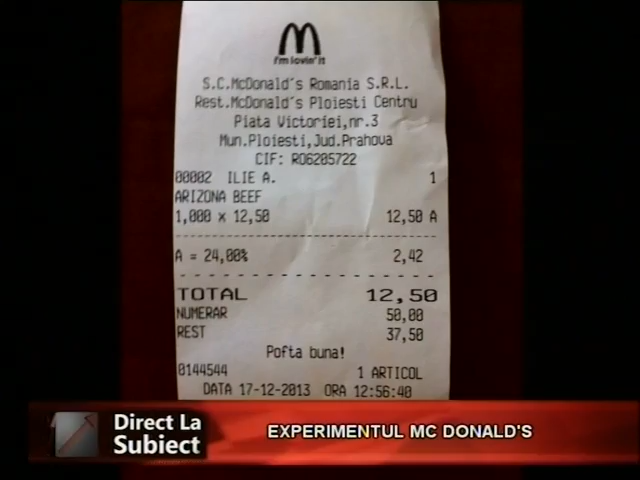 M
i'm lovin' it
S.C.McDonald's Romania S.R.L.
Rest.McDonald's Ploiesti Centru
Piata Victoriei,nr.3
Mun.Ploiesti,Jud.Prahova
CIF: RO6205722
00002 ILIE A. 1
ARIZONA BEEF
1,000 x 12,50 12,50 A
A = 24,00% 2,42
TOTAL 12,50
NUMERAR 50,00
REST 37,50
Pofta buna!
0144544 1 ARTICOL
DATA 17-12-2013 ORA 12:56:40
Direct La
Subiect
EXPERIMENTUL MC DONALD'S